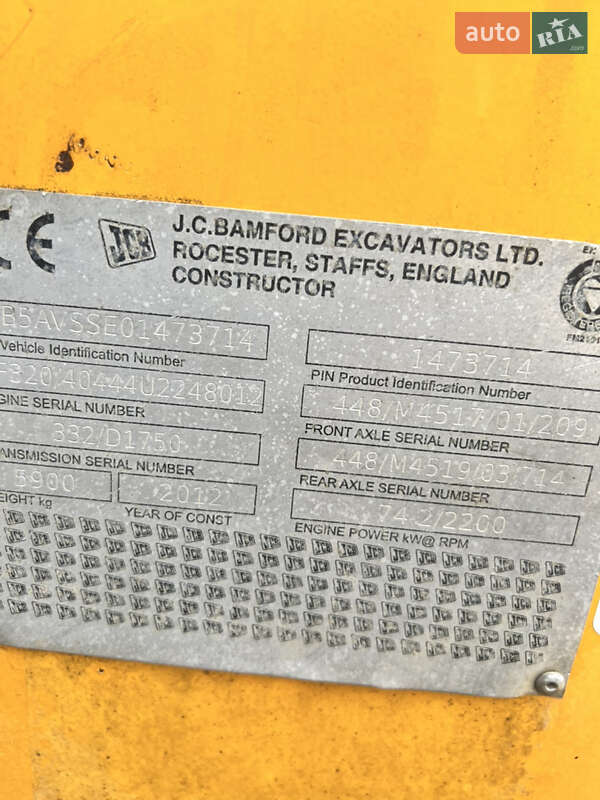 auto RIA .com
CE
JCB
J.C.BAMFORD EXCAVATORS LTD.
ROCESTER, STAFFS, ENGLAND
CONSTRUCTOR
B5AVSSE01473714
Vehicle Identification Number
1473714
PIN Product Identification Number
F320/40444U2248012
GINE SERIAL NUMBER
448/M4517/01/209
FRONT AXLE SERIAL NUMBER
332/D1750
ANSMISSION SERIAL NUMBER
448/M4519/03/714
REAR AXLE SERIAL NUMBER
5900
EIGHT kg
2012
YEAR OF CONST
74.2/2200
ENGINE POWER kW@ RPM